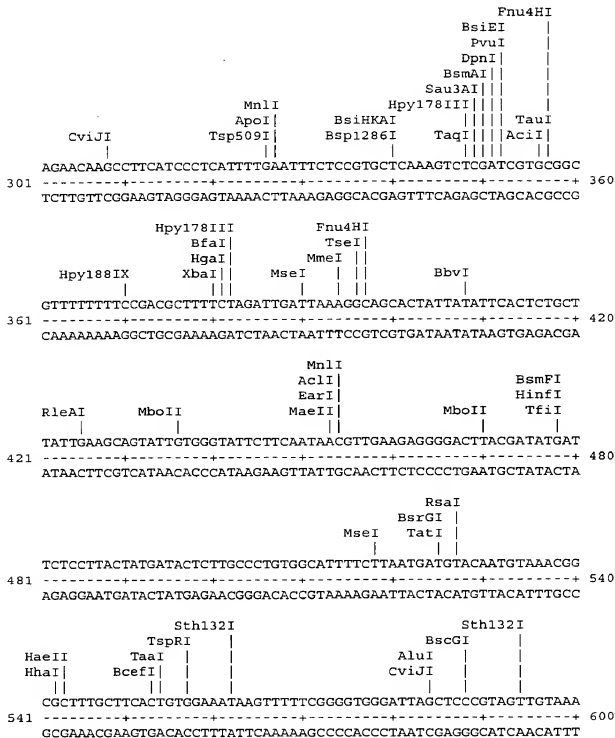 Fnu4HI
BsiEI
PvuI
DpnI
BsmAI
Sau3AI
MnlI Hpy178III
ApoI BsiHKAI TauI
CviJI Tsp509I Bsp1286I TaqI AciI
AGAACAAGCCTTCATCCCTCATTTTGAATTTCTCCGTGCTCAAAGTCTCGATCGTGCGGC
301 ---------+---------+---------+---------+---------+---------+ 360
TCTTGTTCGGAAGTAGGGAGTAAAACTTAAAGAGGCACGAGTTTCAGAGCTAGCACGCCG
Hpy178III Fnu4HI
BfaI TseI
HgaI MmeI
Hpy188IX XbaI MseI BbvI
GTTTTTTTTCCGACGCTTTTCTAGATTGATTAAAGGCAGCACTATTATATTCACTCTGCT
361 ---------+---------+---------+---------+---------+---------+ 420
CAAAAAAAAGGCTGCGAAAAGATCTAACTAATTTCCGTCGTGATAATATAAGTGAGACGA
MnlI
AclI BsmFI
EarI HinfI
RleAI MboII MaeII MboII TfiI
TATTGAAGCAGTATTGTGGGTATTCTTCAATAACGTTGAAGAGGGGACTTACGATATGAT
421 ---------+---------+---------+---------+---------+---------+ 480
ATAACTTCGTCATAACACCCATAAGAAGTTATTGCAACTTCTCCCCTGAATGCTATACTA
RsaI
BsrGI
MseI TatI
TCTCCTTACTATGATACTCTTGCCCTGTGGCATTTTCTTAATGATGTACAATGTAAACGG
481 ---------+---------+---------+---------+---------+---------+ 540
AGAGGAATGATACTATGAGAACGGGACACCGTAAAAGAATTACTACATGTTACATTTGCC
Sth132I Sth132I
TspRI BscGI
HaeII TaaI AluI
HhaI BcefI CviJI
CGCTTTGCTTCACTGTGGAAATAAGTTTTTCGGGGTGGGATTAGCTCCCGTAGTTGTAAA
541 ---------+---------+---------+---------+---------+---------+ 600
GCGAAACGAAGTGACACCTTTATTCAAAAAGCCCCACCCTAATCGAGGGCATCAACATTT